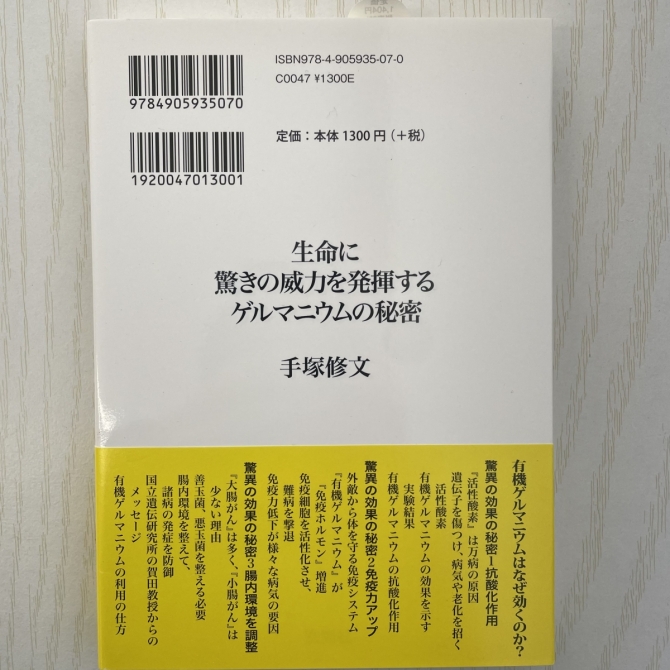 ISBN978-4-905935-07-0
C0047 ¥1300E
9784905935070
定価：本体1300円（＋税）
1920047013001
生命に
驚きの威力を発揮する
ゲルマニウムの秘密
手塚修文
有機ゲルマニウムはなぜ効くのか？
驚異の効果の秘密1抗酸化作用
『活性酸素』は万病の原因
遺伝子を傷つけ、病気や老化を招く
活性酸素
有機ゲルマニウムの効果を示す
実験結果
有機ゲルマニウムの抗酸化作用
驚異の効果の秘密2免疫力アップ
外敵から体を守る免疫システム
『有機ゲルマニウム』が
『免疫ホルモン』増進
免疫細胞を活性化させ、
難病を撃退
免疫力低下が様々な病気の要因
驚異の効果の秘密3腸内環境を調整
『大腸がん』は多く、『小腸がん』は
少ない理由
善玉菌、悪玉菌を整える必要
腸内環境を整えて、
諸病の発症を防御
国立遺伝研究所の賀田教授からの
メッセージ
有機ゲルマニウムの利用の仕方